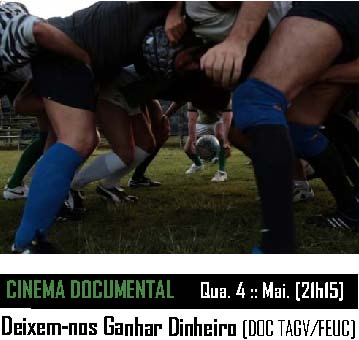 CINEMA DOCUMENTAL Qua. 4 :: Mai. (21h15)
Deixem-nos Ganhar Dinheiro (DOC TAGV/FEUC)